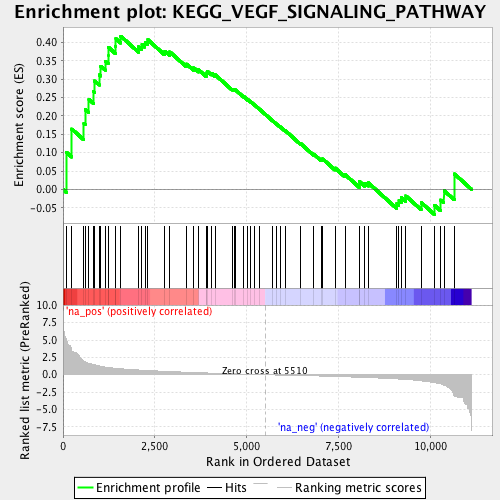 Enrichment plot: KEGG_VEGF_SIGNALING_PATHWAY
Enrichment score (ES)
0.40
0.35
0.30
0.25
0.20
0.15
0.10
0.05
0.00
-0.05
Ranked list metric (PreRanked)
10.0
7.5
5.0
2.5
0.0
-2.5
-5.0
-7.5
'na_pos' (positively correlated)
Zero cross at 5510
'na_neg' (negatively correlated)
0 2,500 5,000 7,500 10,000
Rank in Ordered Dataset
Enrichment profile Hits Ranking metric scores